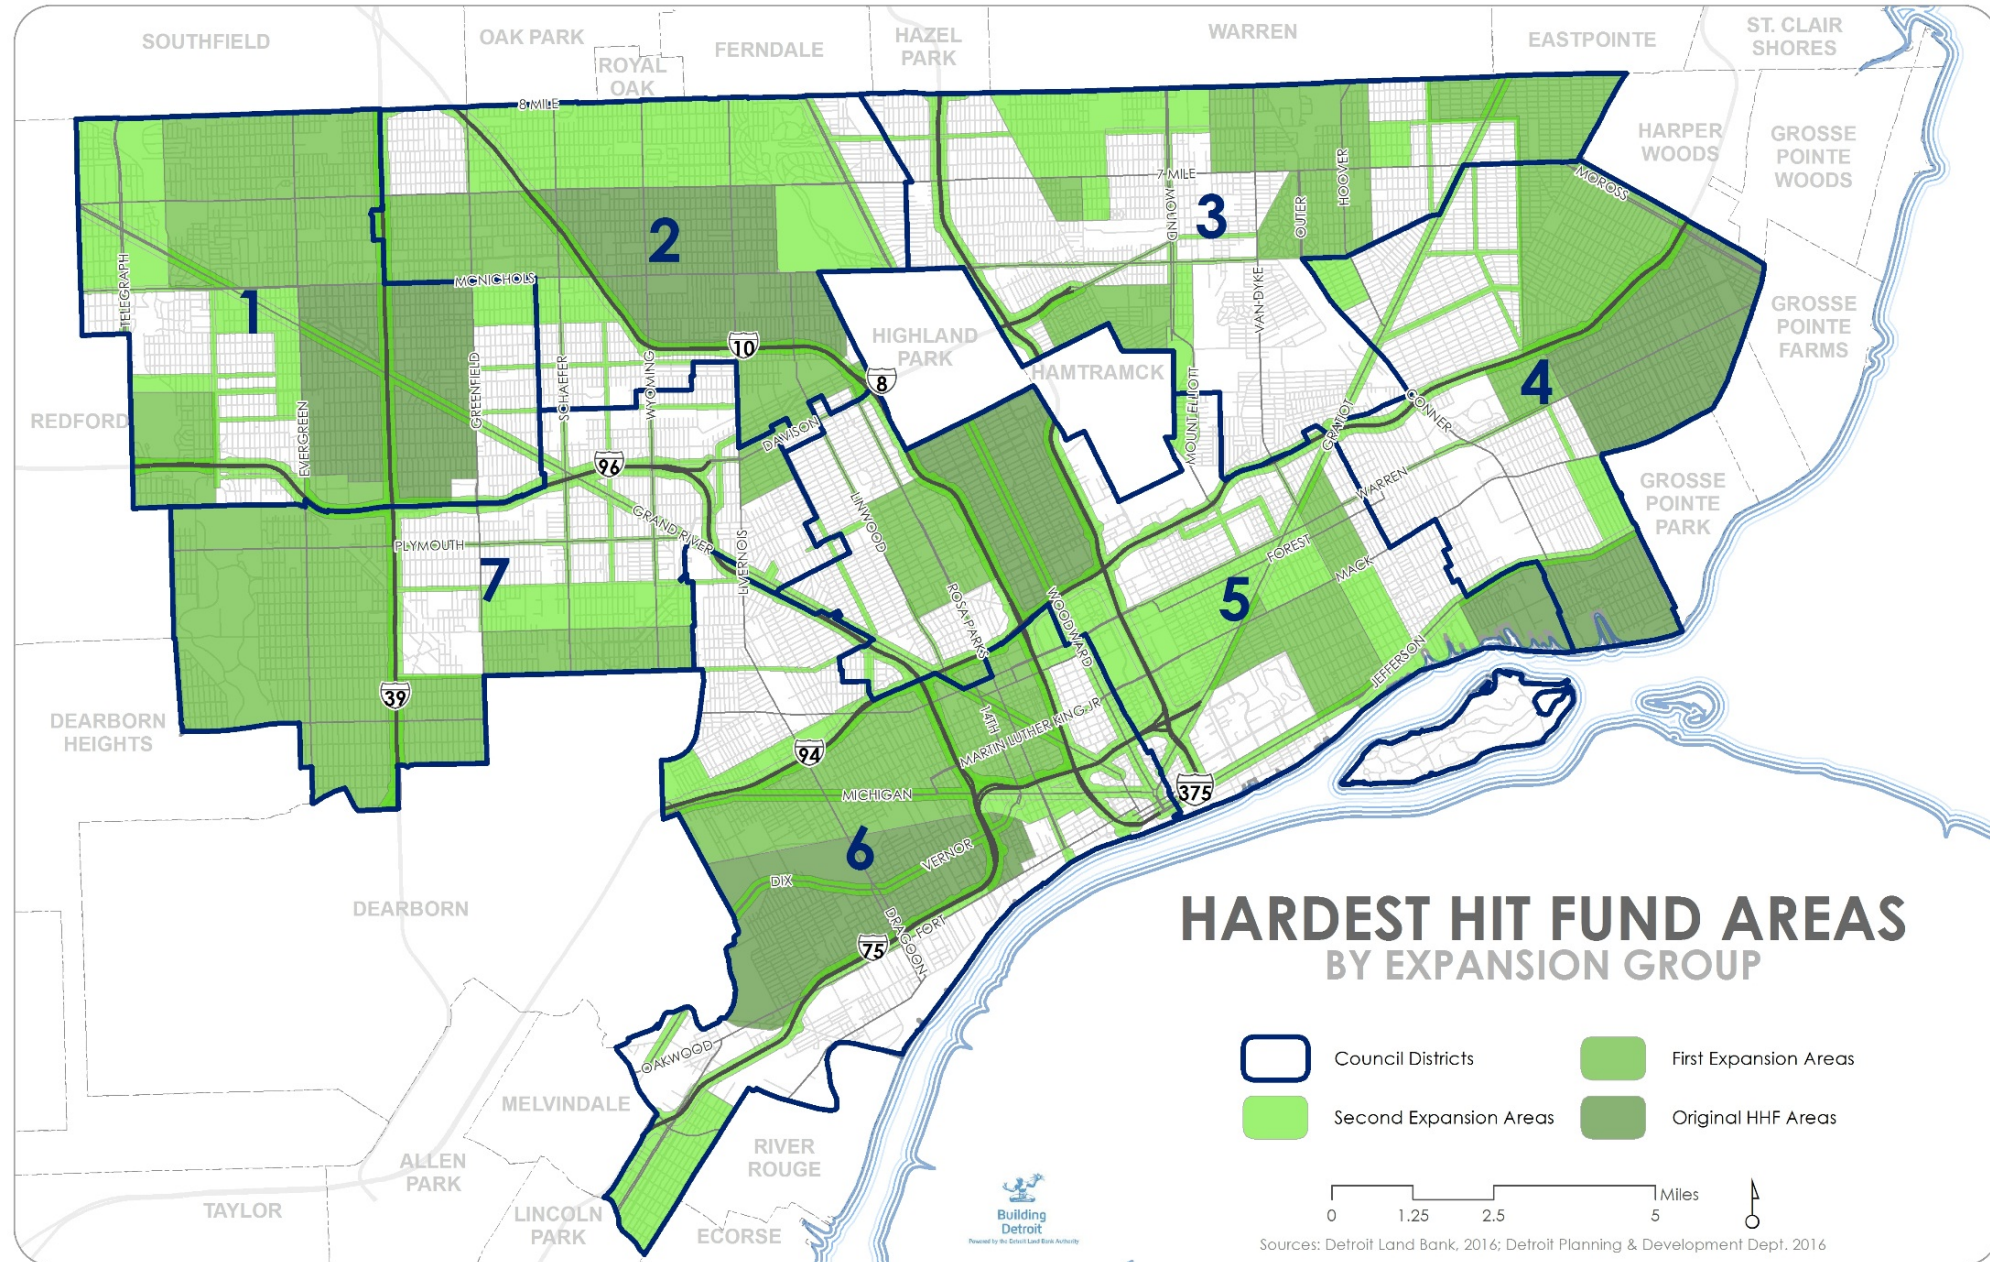 SOUTHFIELD
OAK PARK
ROYAL
OAK
FERNDALE
HAZEL
PARK
WARREN
EASTPOINTE
ST. CLAIR
SHORES
8 MILE
HARPER
WOODS
GROSSE
POINTE
WOODS
MOROSS
7 MILE
MOUND
OUTER
HOOVER
1
2
3
TELEGRAPH
MCNICHOLS
VAN DYKE
GROSSE
POINTE
FARMS
HIGHLAND
PARK
HAMTRAMCK
10
8
4
REDFORD
EVERGREEN
GREENFIELD
SCHAEFER
WYOMING
DAVISON
MOUNT ELLIOTT
GRATIOT
CONNER
96
WARREN
GROSSE
POINTE
PARK
GRAND RIVER
LINWOOD
PLYMOUTH
LIVERNOIS
FOREST
MACK
7
5
ROSA PARKS
WOODWARD
JEFFERSON
39
DEARBORN
HEIGHTS
14TH
MARTIN LUTHER KING JR
94
MICHIGAN
375
6
VERNOR
DIX
DEARBORN
DRAGOON
FORT
75
OAKWOOD
MELVINDALE
RIVER
ROUGE
ALLEN
PARK
TAYLOR
LINCOLN
PARK
ECORSE
HARDEST HIT FUND AREAS
BY EXPANSION GROUP
Council Districts
First Expansion Areas
Second Expansion Areas
Original HHF Areas
Miles
0 1.25 2.5 5
Building
Detroit
Powered by the Detroit Land Bank Authority
Sources: Detroit Land Bank, 2016; Detroit Planning & Development Dept. 2016